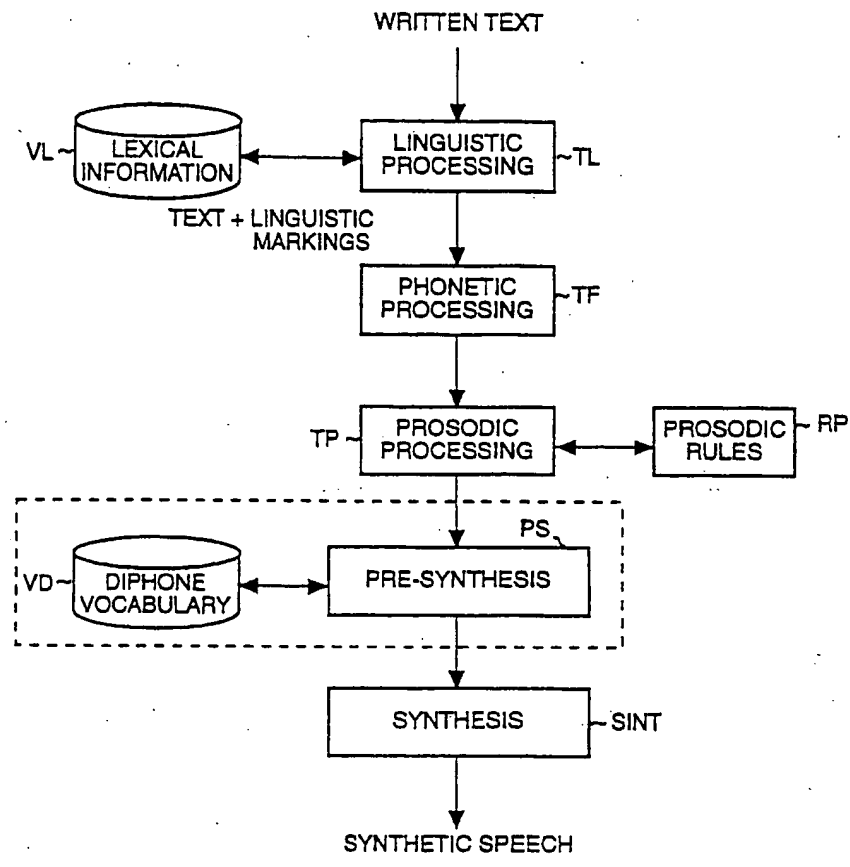 WRITTEN TEXT
VL
LEXICAL
INFORMATION
LINGUISTIC
PROCESSING
TL
TEXT + LINGUISTIC
MARKINGS
PHONETIC
PROCESSING
TF
TP
PROSODIC
PROCESSING
PROSODIC
RULES
RP
PS
VD
DIPHONE
VOCABULARY
PRE-SYNTHESIS
SYNTHESIS
SINT
SYNTHETIC SPEECH